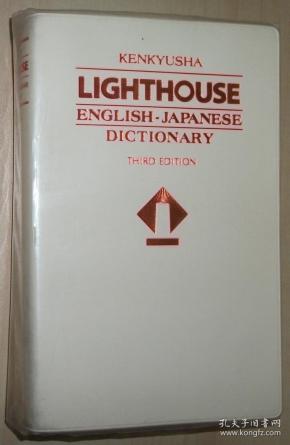 KENKYUSHA
LIGHTHOUSE
ENGLISH-JAPANESE
DICTIONARY
THIRD EDITION
孔夫子旧书网
www.kongfz.com